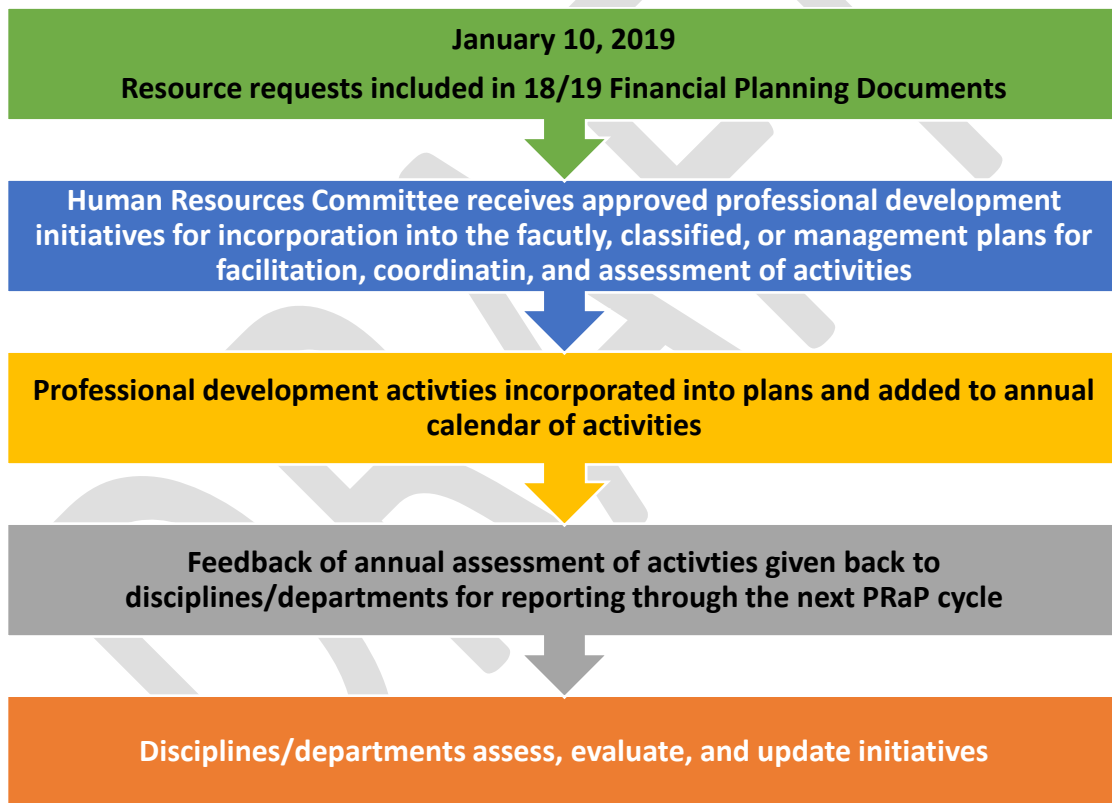 January 10, 2019
Resource requests included in 18/19 Financial Planning Documents
Human Resources Committee receives approved professional development
initiatives for incorporation into the facutly, classified, or management plans for
facilitation, coordinatin, and assessment of activities
Professional development activties incorporated into plans and added to annual
calendar of activities
Feedback of annual assessment of activties given back to
disciplines/departments for reporting through the next PRaP cycle
Disciplines/departments assess, evaluate, and update initiatives